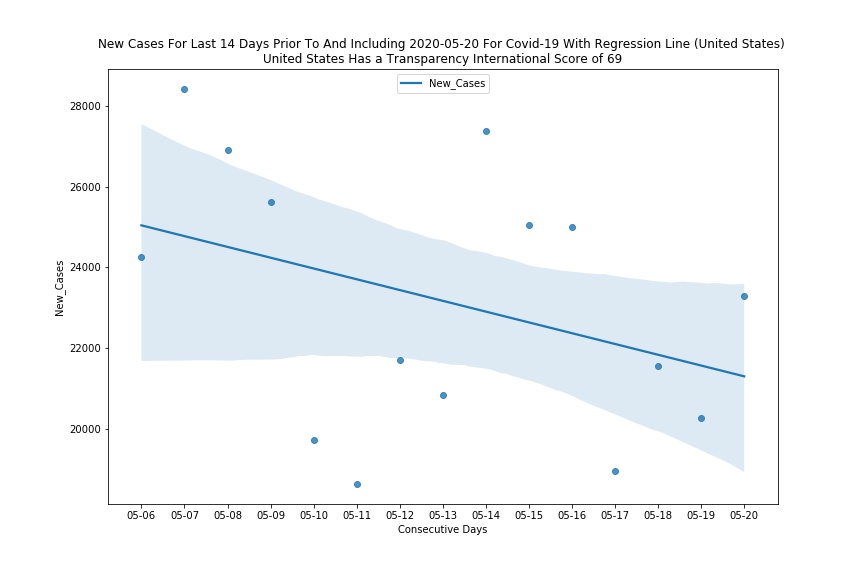 New Cases For Last 14 Days Prior To And Including 2020-05-20 For Covid-19 With Regression Line (United States)
United States Has a Transparency International Score of 69
New_Cases
28000
26000
24000
22000
20000
New_Cases
05-06 05-07 05-08 05-09 05-10 05-11 05-12 05-13 05-14 05-15 05-16 05-17 05-18 05-19 05-20
Consecutive Days